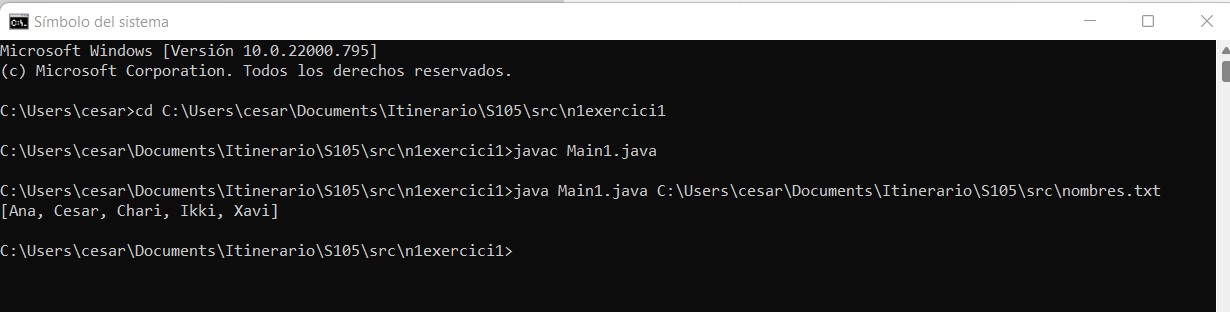 Símbolo del sistema
Microsoft Windows [Versión 10.0.22000.795]
(c) Microsoft Corporation. Todos los derechos reservados.
C:\Users\cesar>cd C:\Users\cesar\Documents\Itinerario\S105\src\n1exercici1
C:\Users\cesar\Documents\Itinerario\S105\src\n1exercici1>javac Main1.java
C:\Users\cesar\Documents\Itinerario\S105\src\n1exercici1>java Main1.java C:\Users\cesar\Documents\Itinerario\S105\src\nombres.txt
[Ana, Cesar, Chari, Ikki, Xavi]
C:\Users\cesar\Documents\Itinerario\S105\src\n1exercici1>